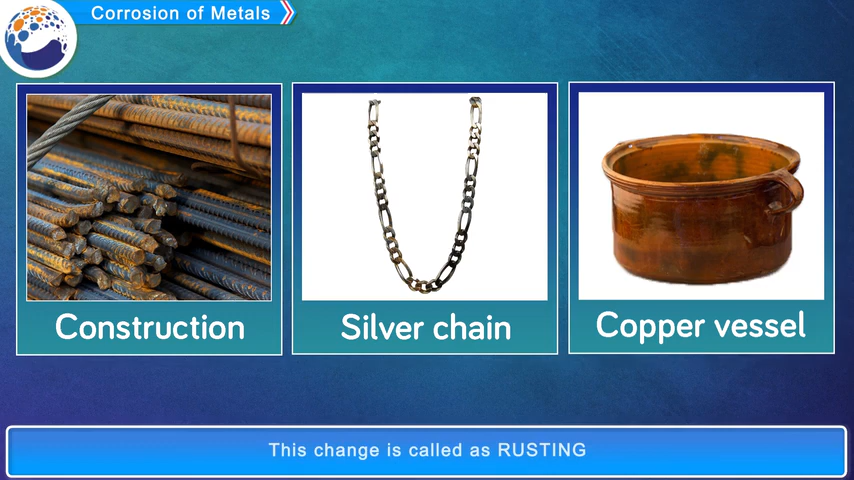 Corrosion of Metals
Construction
Silver chain
Copper vessel
This change is called as RUSTING